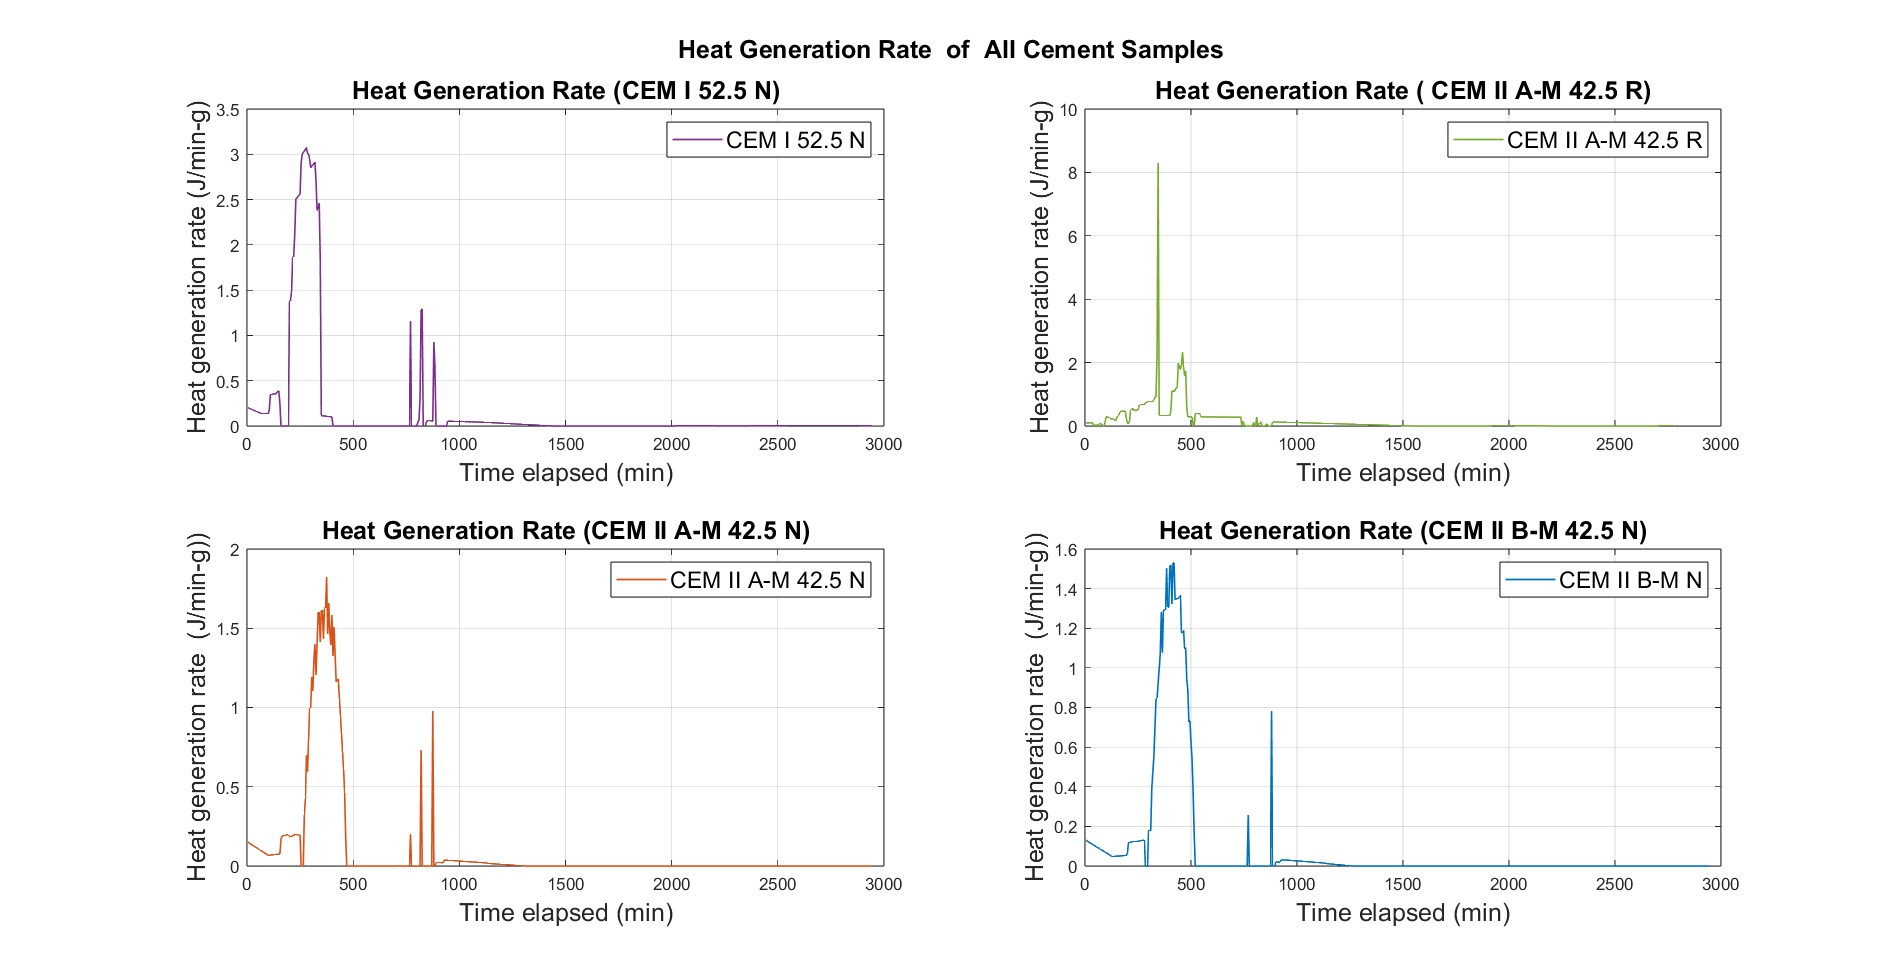 Heat Generation Rate  of  All Cement Samples
Heat Generation Rate (CEM I 52.5 N)
Heat generation rate (J/min-g)
3.5
3
2.5
2
1.5
1
0.5
0
CEM I 52.5 N
0 500 1000 1500 2000 2500 3000
Time elapsed (min)
Heat Generation Rate ( CEM II A-M 42.5 R)
Heat generation rate (J/min-g)
10
8
6
4
2
0
CEM II A-M 42.5 R
0 500 1000 1500 2000 2500 3000
Time elapsed (min)
Heat Generation Rate (CEM II A-M 42.5 N)
Heat generation rate  (J/min-g))
2
1.5
1
0.5
0
CEM II A-M 42.5 N
0 500 1000 1500 2000 2500 3000
Time elapsed (min)
Heat Generation Rate (CEM II B-M 42.5 N)
Heat generation rate  (J/min-g))
1.6
1.4
1.2
1
0.8
0.6
0.4
0.2
0
CEM II B-M N
0 500 1000 1500 2000 2500 3000
Time elapsed (min)